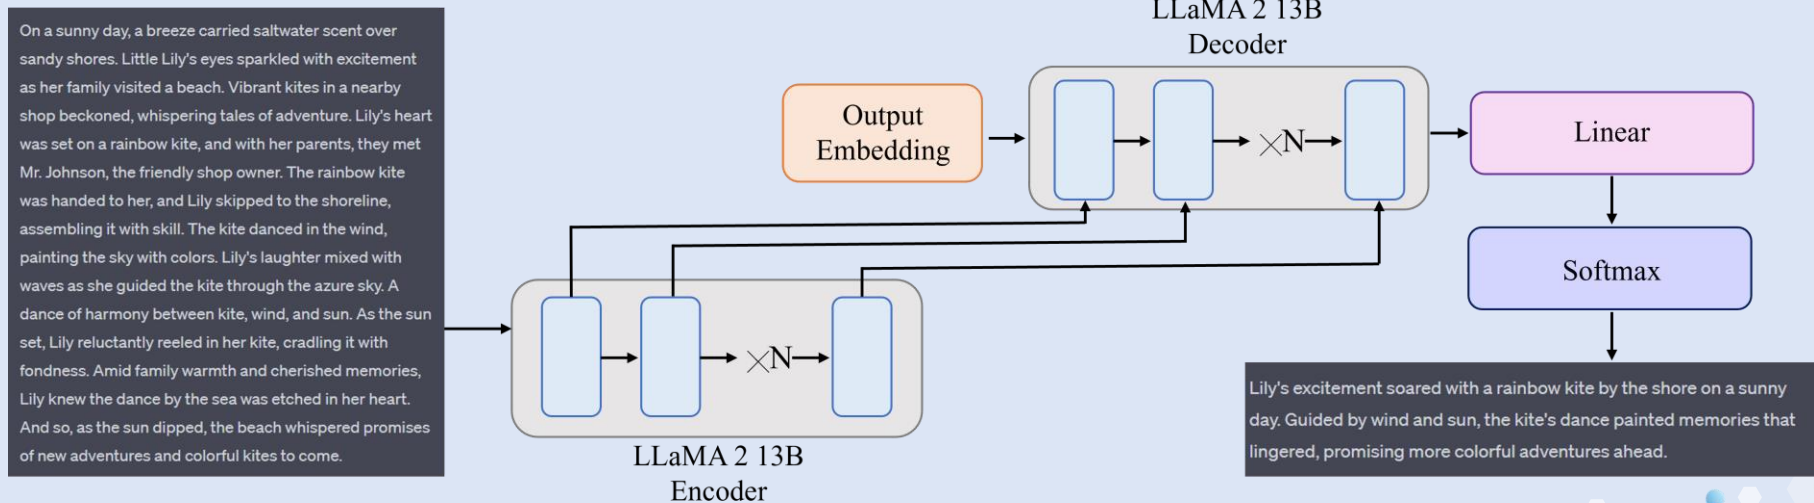 On a sunny day, a breeze carried saltwater scent over
sandy shores. Little Lily's eyes sparkled with excitement
as her family visited a beach. Vibrant kites in a nearby
shop beckoned, whispering tales of adventure. Lily's heart
was set on a rainbow kite, and with her parents, they met
Mr. Johnson, the friendly shop owner. The rainbow kite
was handed to her, and Lily skipped to the shoreline,
assembling it with skill. The kite danced in the wind,
painting the sky with colors. Lily's laughter mixed with
waves as she guided the kite through the azure sky. A
dance of harmony between kite, wind, and sun. As the sun
set, Lily reluctantly reeled in her kite, cradling it with
fondness. Amid family warmth and cherished memories,
Lily knew the dance by the sea was etched in her heart.
And so, as the sun dipped, the beach whispered promises
of new adventures and colorful kites to come.
×N
LLaMA 2 13B
Encoder
Output
Embedding
LLaMA 2 13B
Decoder
×N
Linear
Softmax
Lily's excitement soared with a rainbow kite by the shore on a sunny
day. Guided by wind and sun, the kite's dance painted memories that
lingered, promising more colorful adventures ahead.